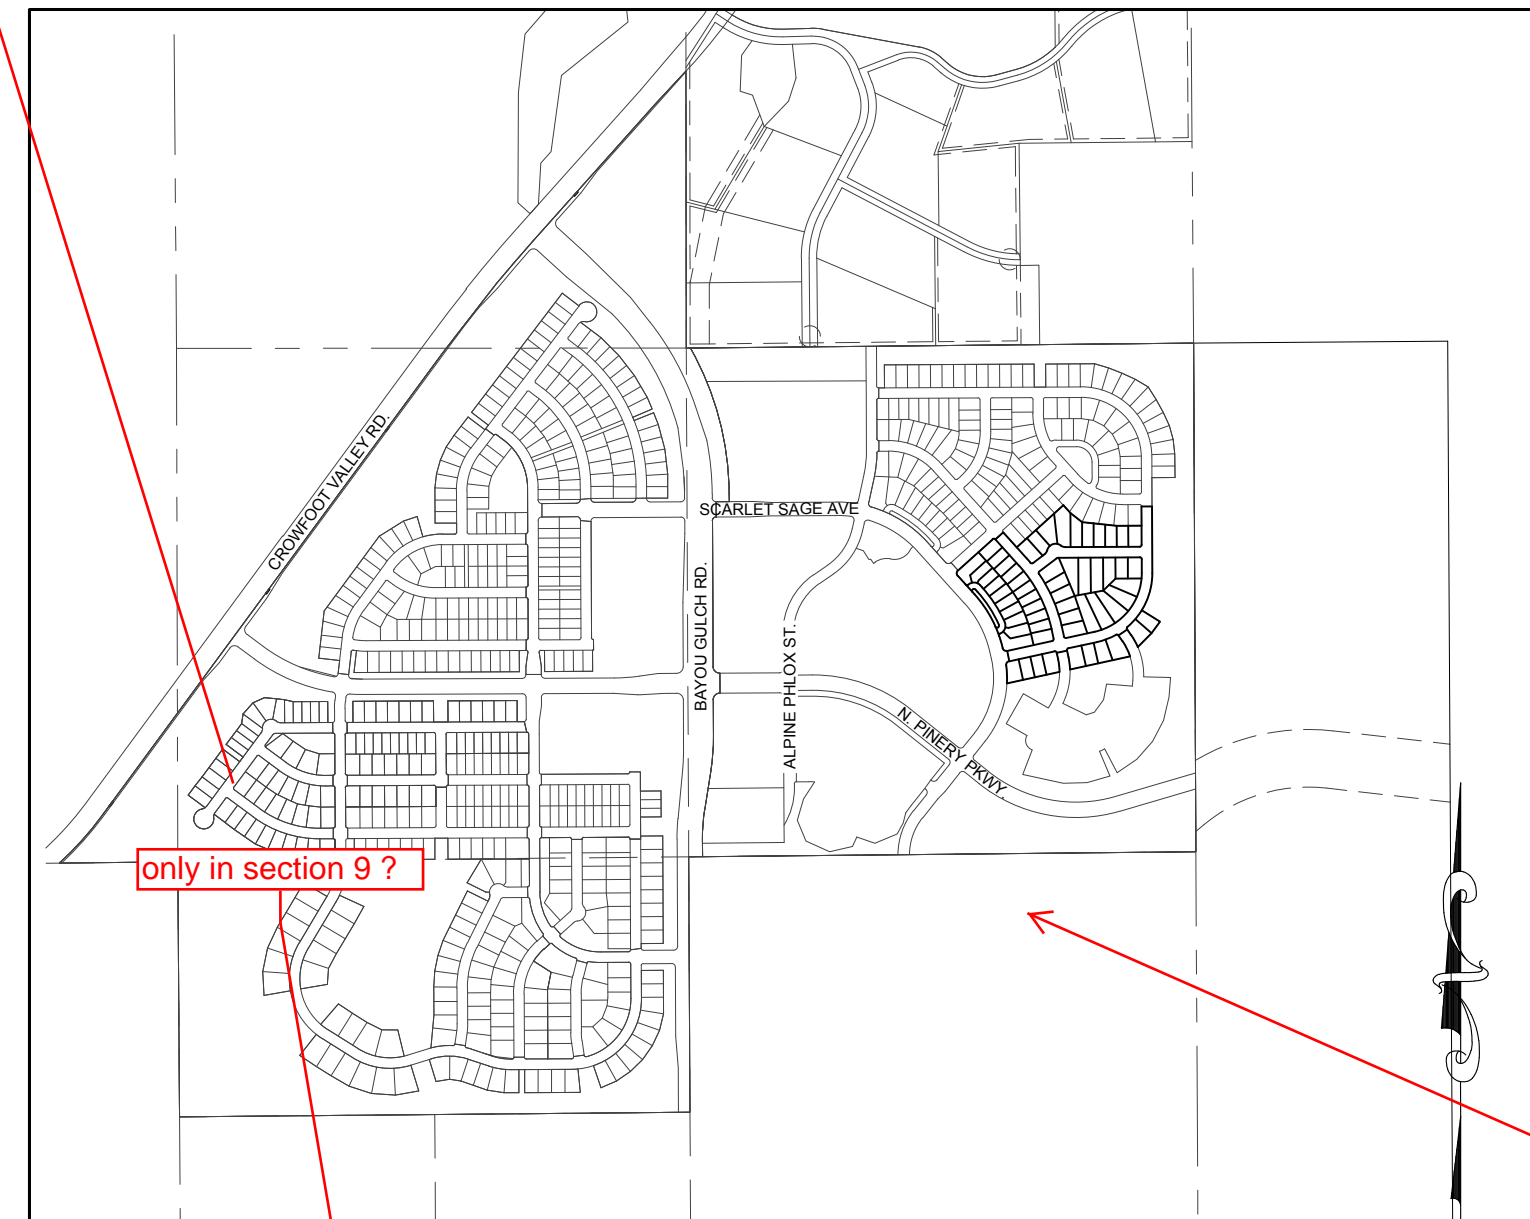 CROWFOOT VALLEY RD.
SCARLET SAGE AVE
BAYOU GULCH RD.
ALPINE PHLOX ST.
N. PINERY PKWY.
only in section 9 ?